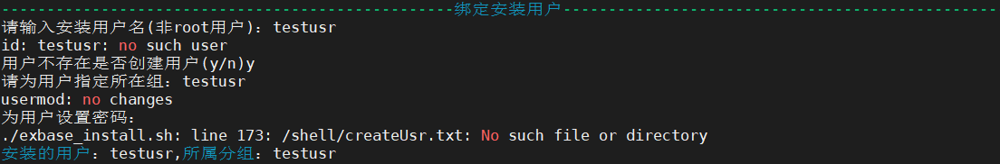 --------------------------------------------------绑定安装用户------------------------------------------------
请输入安装用户名(非root用户)：testusr
id: testusr: no such user
用户不存在是否创建用户(y/n)y
请为用户指定所在组：testusr
usermod: no changes
为用户设置密码：
./exbase_install.sh: line 173: /shell/createUsr.txt: No such file or directory
安装的用户：testusr,所属分组：testusr